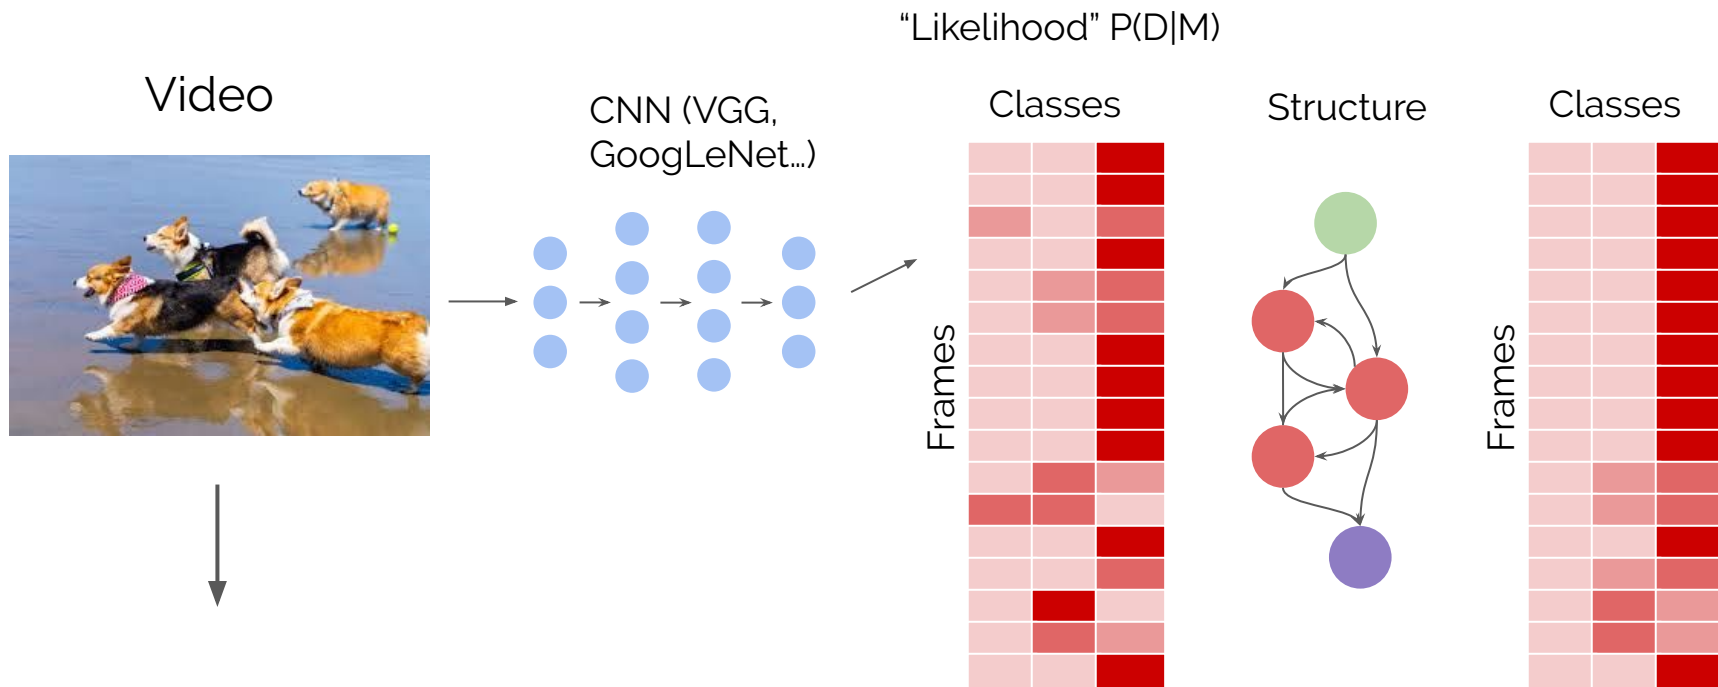 “Likelihood” P(D|M)
Video
CNN (VGG,
GoogLeNet…)
Classes
Structure
Classes
Frames
Frames